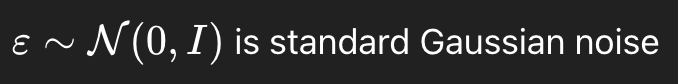 ε ∼ 𝒩(0, I) is standard Gaussian noise